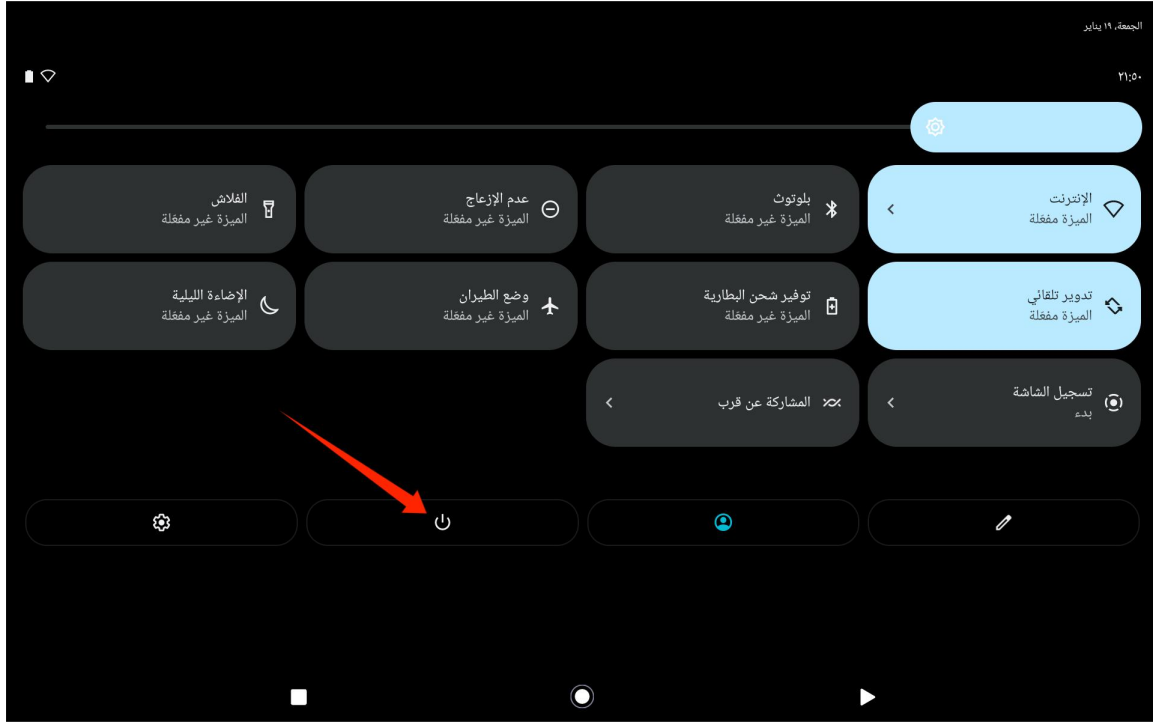 الجمعة، ١٩ يناير
٢١:٥٠
الإنترنت
الميزة مفعّلة
بلوتوث
الميزة غير مفعّلة
عدم الإزعاج
الميزة غير مفعّلة
الفلاش
الميزة غير مفعّلة
تدوير تلقائي
الميزة مفعّلة
توفير شحن البطارية
الميزة غير مفعّلة
وضع الطيران
الميزة غير مفعّلة
الإضاءة الليلية
الميزة غير مفعّلة
تسجيل الشاشة
بدء
المشاركة عن قرب